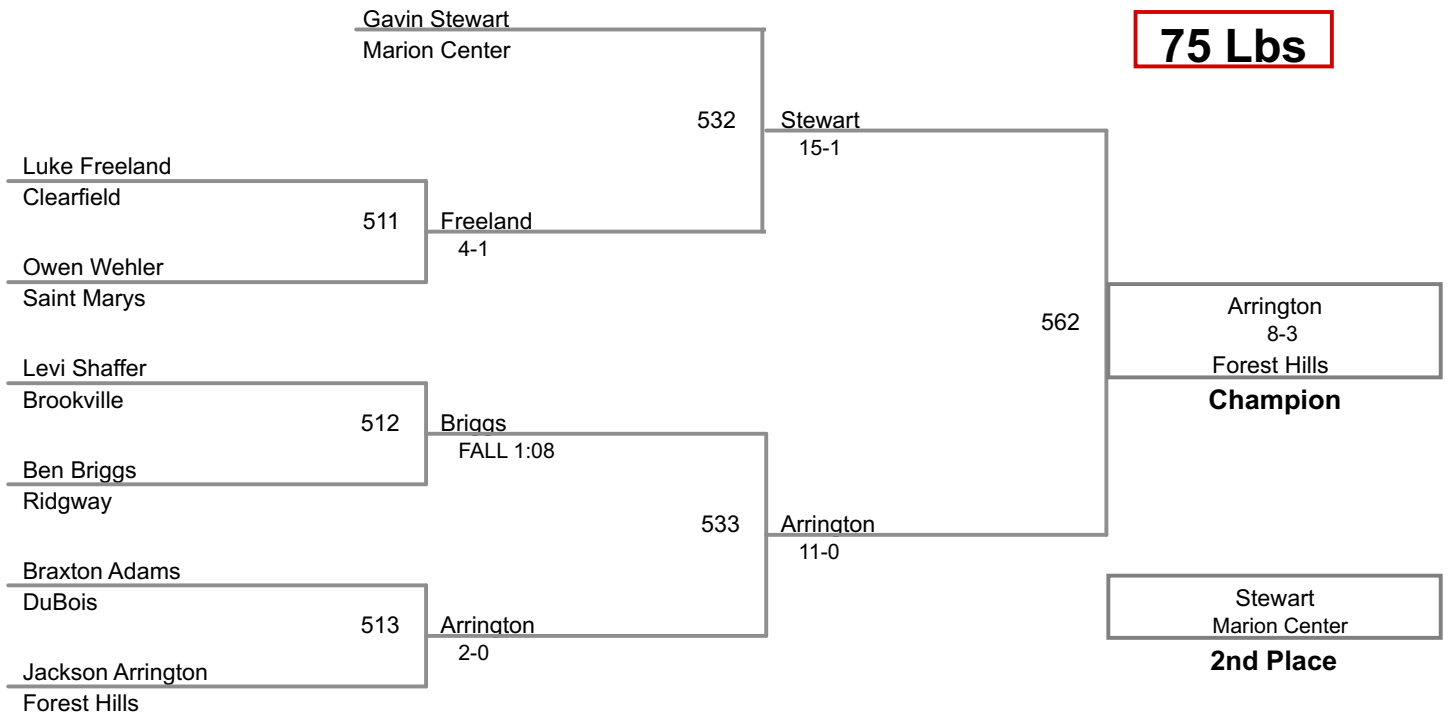 Gavin Stewart
Marion Center
75 Lbs
532
Stewart
15-1
Luke Freeland
Clearfield
511
Freeland
4-1
Owen Wehler
Saint Marys
562
Arrington
8-3
Forest Hills
Champion
Levi Shaffer
Brookville
512
Briggs
FALL 1:08
Ben Briggs
Ridgway
533
Arrington
11-0
Braxton Adams
DuBois
513
Arrington
2-0
Jackson Arrington
Forest Hills
Stewart
Marion Center
2nd Place